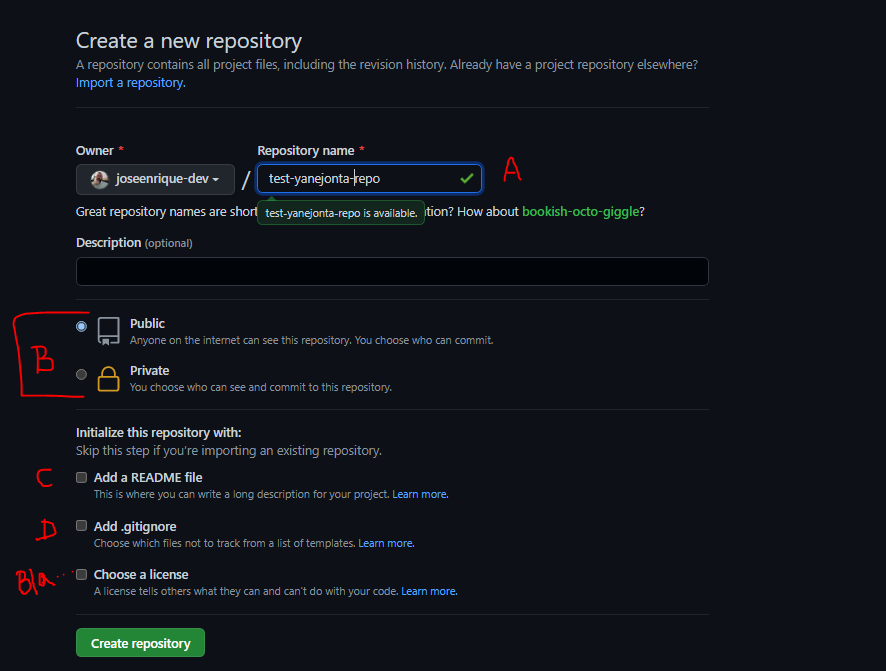 Create a new repository
A repository contains all project files, including the revision history. Already have a project repository elsewhere?
Import a repository.
Owner * Repository name *
joseenrique-dev / test-yanejonta-repo A
Great repository names are short test-yanejonta-repo is available. tion? How about bookish-octo-giggle?
Description (optional)
Public
Anyone on the internet can see this repository. You choose who can commit.
B
Private
You choose who can see and commit to this repository.
Initialize this repository with:
Skip this step if you're importing an existing repository.
C Add a README file
This is where you can write a long description for your project. Learn more.
D Add .gitignore
Choose which files not to track from a list of templates. Learn more.
Bla... Choose a license
A license tells others what they can and can't do with your code. Learn more.
Create repository